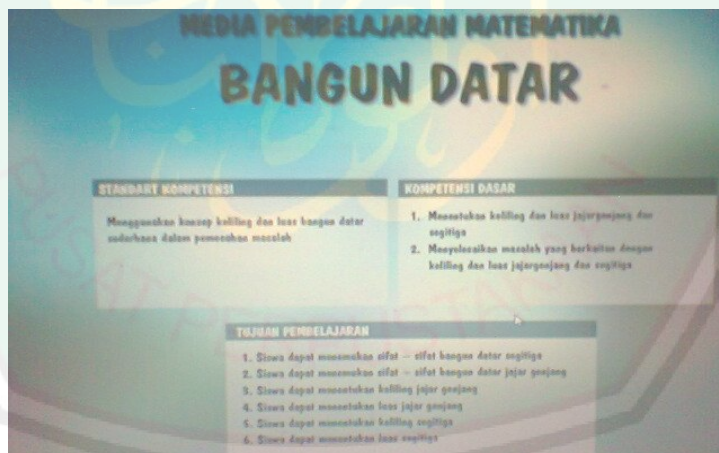 MEDIA PEMBELAJARAN MATEMATIKA
BANGUN DATAR
STANDART KOMPETENSI
Menggunakan konsep keliling dan luas bangun datar
sederhana dalam pemecahan masalah
KOMPETENSI DASAR
1. Menentukan keliling dan luas jajargenjang dan
segitiga
2. Menyelesaikan masalah yang berkaitan dengan
keliling dan luas jajargenjang dan segitiga
TUJUAN PEMBELAJARAN
1. Siswa dapat menemukan sifat – sifat bangun datar segitiga
2. Siswa dapat menemukan sifat – sifat bangun datar jajar genjang
3. Siswa dapat menentukan keliling jajar genjang
4. Siswa dapat menentukan luas jajar genjang
5. Siswa dapat menentukan keliling segitiga
6. Siswa dapat menentukan luas segitiga